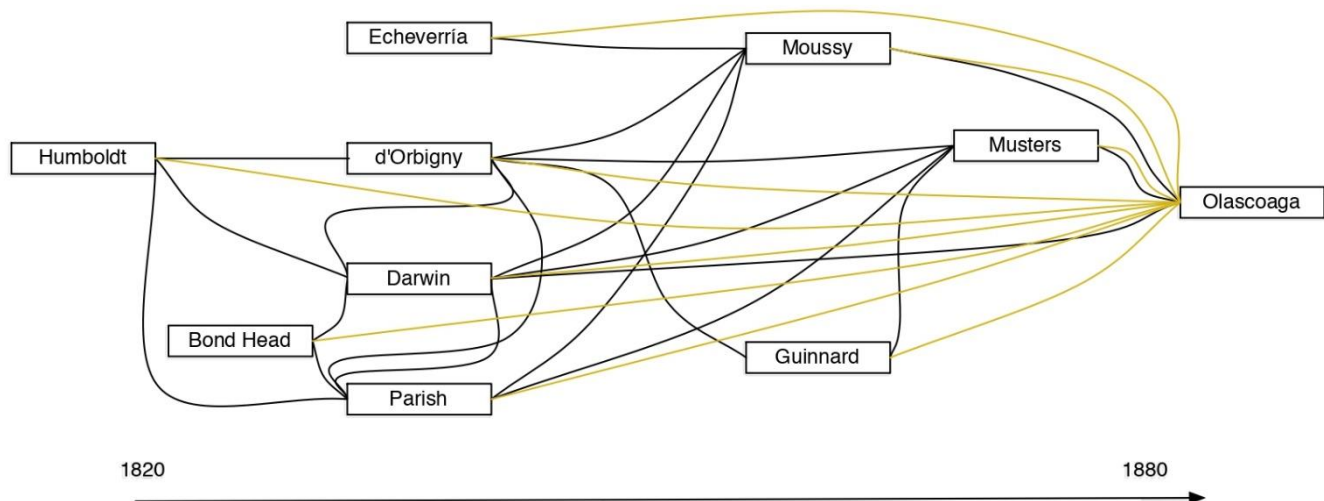 Echeverría
Moussy
Humboldt
d'Orbigny
Musters
Olascoaga
Darwin
Bond Head
Guinnard
Parish
1820
1880